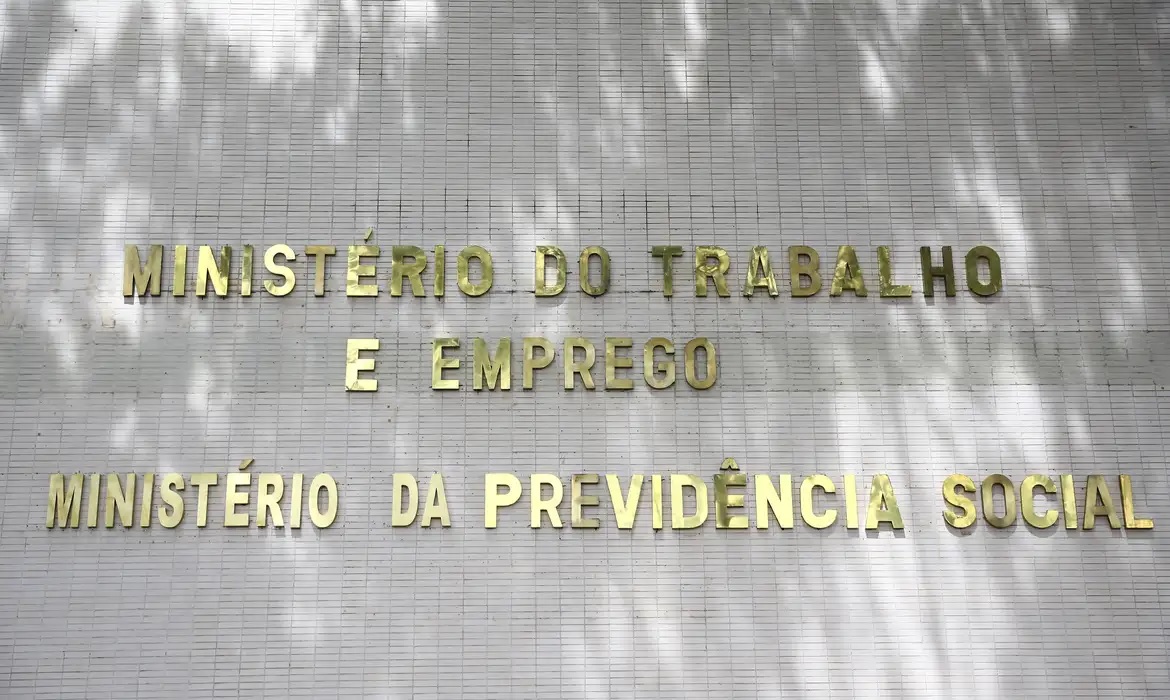 MINISTÉRIO DO TRABALHO
E EMPREGO
MINISTÉRIO DA PREVIDÊNCIA SOCIAL